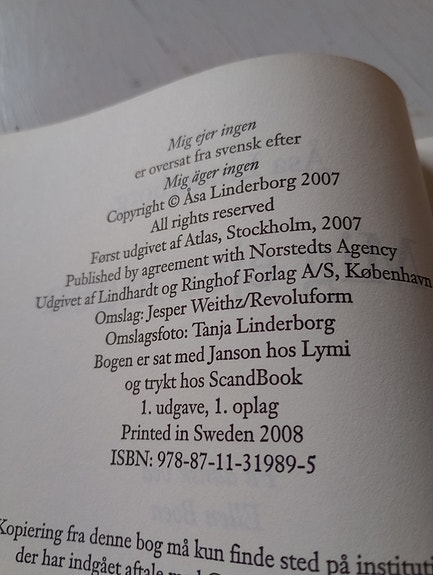 Mig ejer ingen
er oversat fra svensk efter
Mig äger ingen
Copyright © Åsa Linderborg 2007
All rights reserved
Først udgivet af Atlas, Stockholm, 2007
Published by agreement with Norstedts Agency
Udgivet af Lindhardt og Ringhof Forlag A/S, København
Omslag: Jesper Weithz/Revoluform
Omslagsfoto: Tanja Linderborg
Bogen er sat med Janson hos Lymi
og trykt hos ScandBook
1. udgave, 1. oplag
Printed in Sweden 2008
ISBN: 978-87-11-31989-5
Kopiering fra denne bog må kun finde sted på instituti
der har indgået aftale med